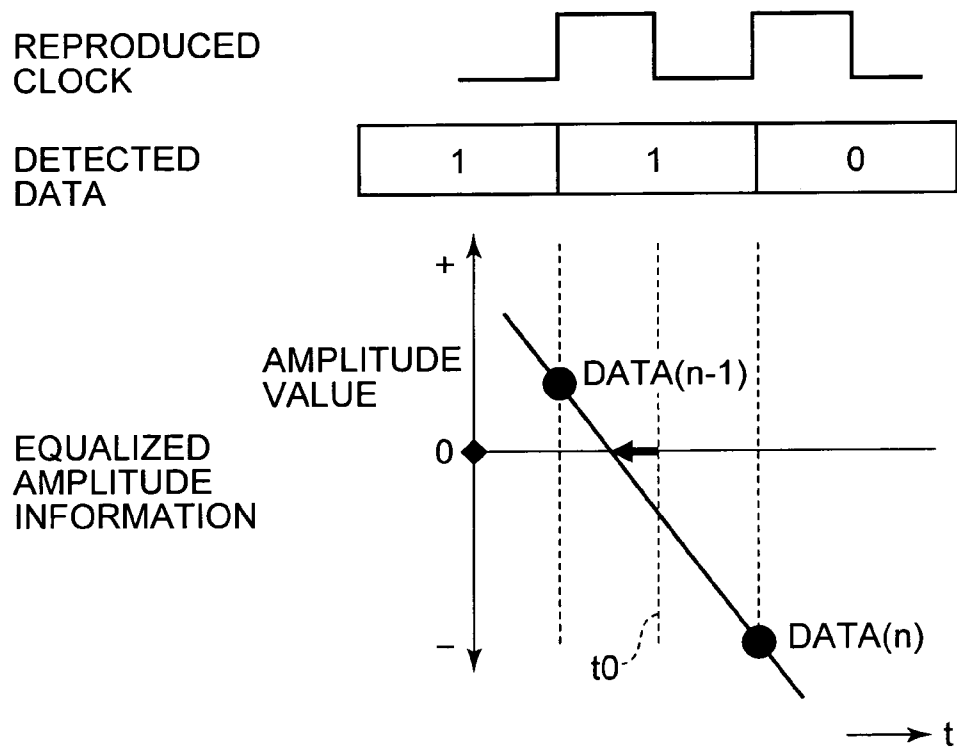 REPRODUCED
CLOCK
DETECTED
DATA
1 1 0
+
AMPLITUDE
VALUE
DATA(n-1)
0
EQUALIZED
AMPLITUDE
INFORMATION
−
t0
DATA(n)
t